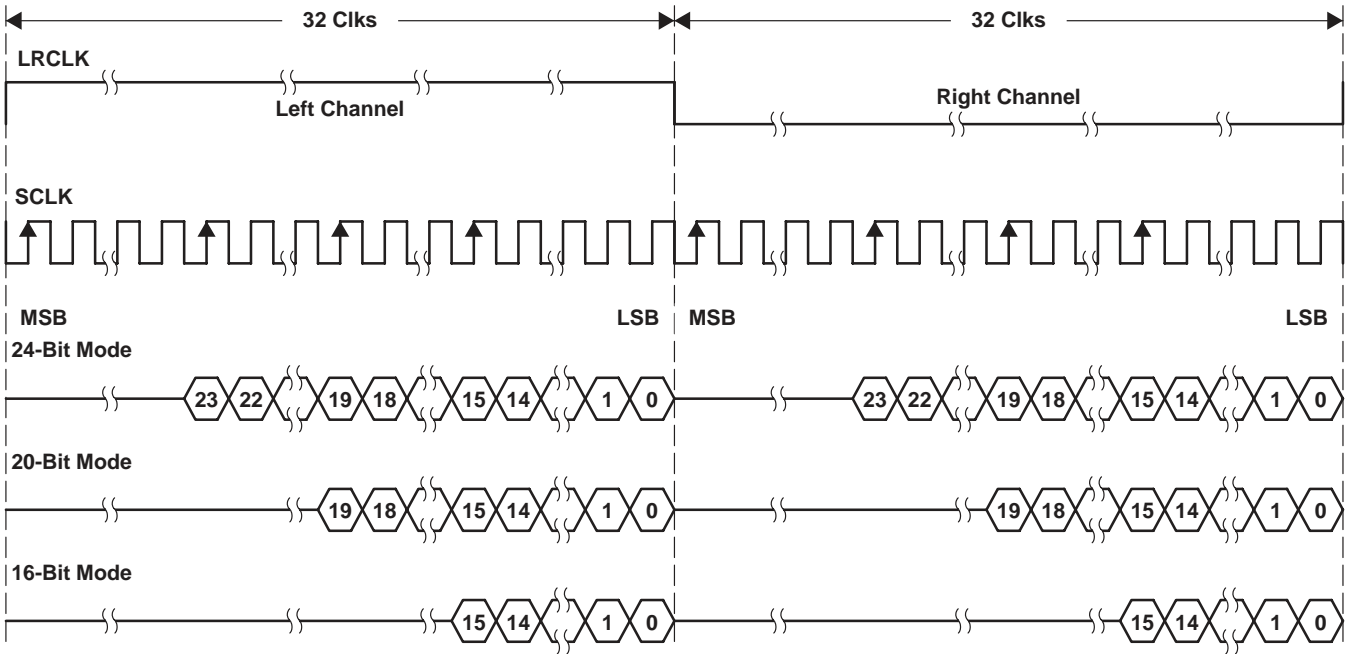 32 Clks 32 Clks
LRCLK
Left Channel Right Channel
SCLK
MSB LSB MSB LSB
24-Bit Mode
23 22 19 18 15 14 1 0 23 22 19 18 15 14 1 0
20-Bit Mode
19 18 15 14 1 0 19 18 15 14 1 0
16-Bit Mode
15 14 1 0 15 14 1 0